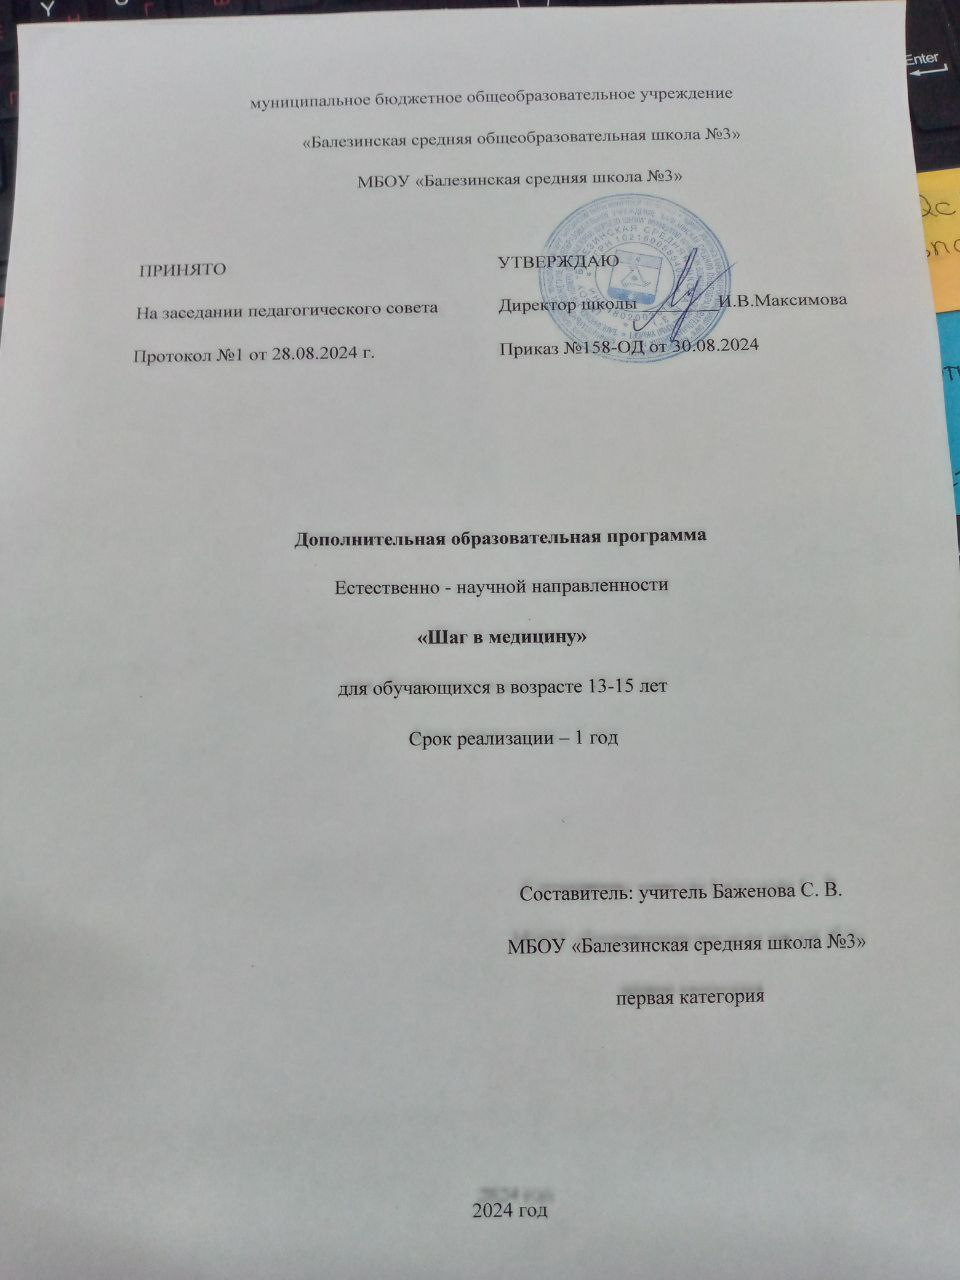 муниципальное бюджетное общеобразовательное учреждение
«Балезинская средняя общеобразовательная школа №3»
МБОУ «Балезинская средняя школа №3»
ПРИНЯТО
На заседании педагогического совета
Протокол №1 от 28.08.2024 г.
УТВЕРЖДАЮ
Директор школы _________И.В.Максимова
Приказ №158-ОД от 30.08.2024
Дополнительная образовательная программа
Естественно - научной направленности
«Шаг в медицину»
для обучающихся в возрасте 13-15 лет
Срок реализации – 1 год
Составитель: учитель Баженова С. В.
МБОУ «Балезинская средняя школа №3»
первая категория
2024 год
Enter
Y